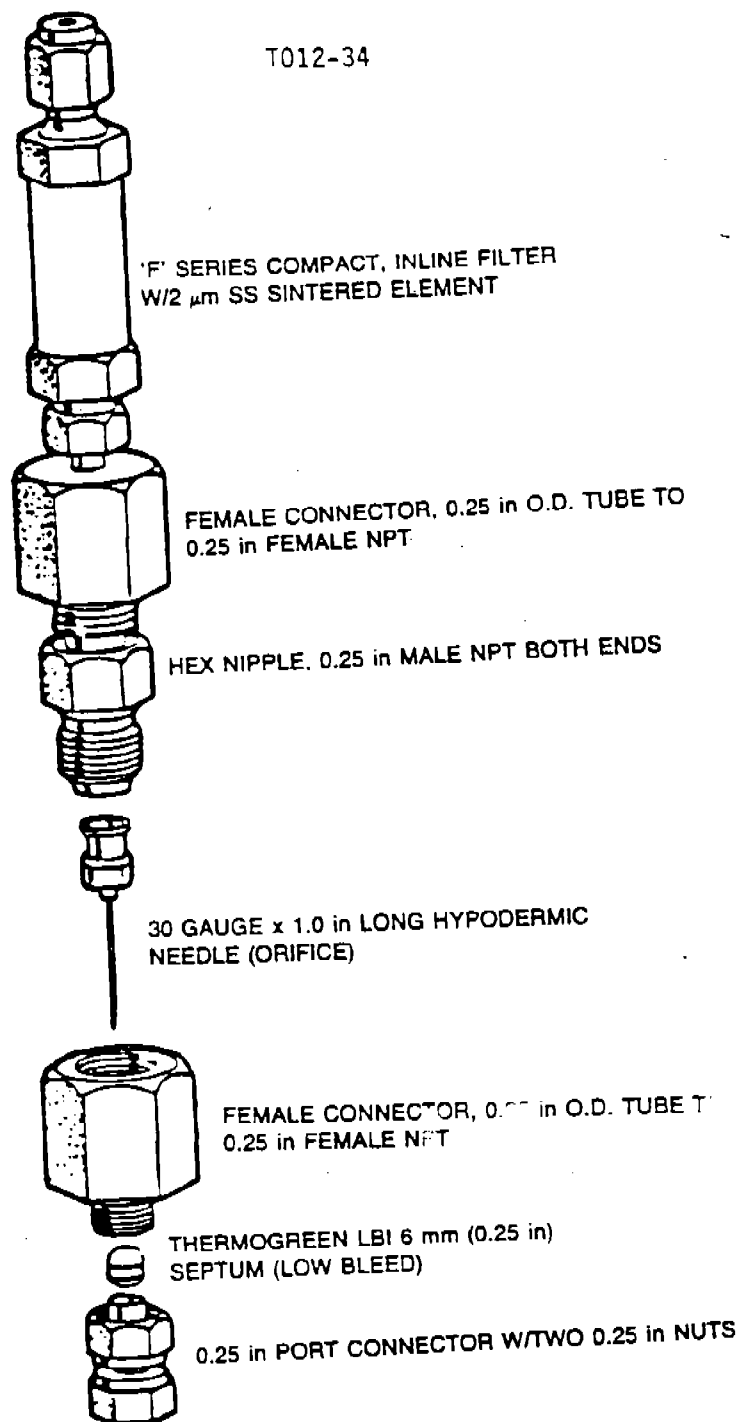 T012-34
'F' SERIES COMPACT, INLINE FILTER
W/2 µm SS SINTERED ELEMENT
FEMALE CONNECTOR, 0.25 in O.D. TUBE TO
0.25 in FEMALE NPT
HEX NIPPLE, 0.25 in MALE NPT BOTH ENDS
30 GAUGE x 1.0 in LONG HYPODERMIC
NEEDLE (ORIFICE)
FEMALE CONNECTOR, in O.D. TUBE
0.25 in FEMALE NPT
THERMOGREEN LBI 6 mm (0.25 in)
SEPTUM (LOW BLEED)
0.25 in PORT CONNECTOR W/TWO 0.25 in NUTS